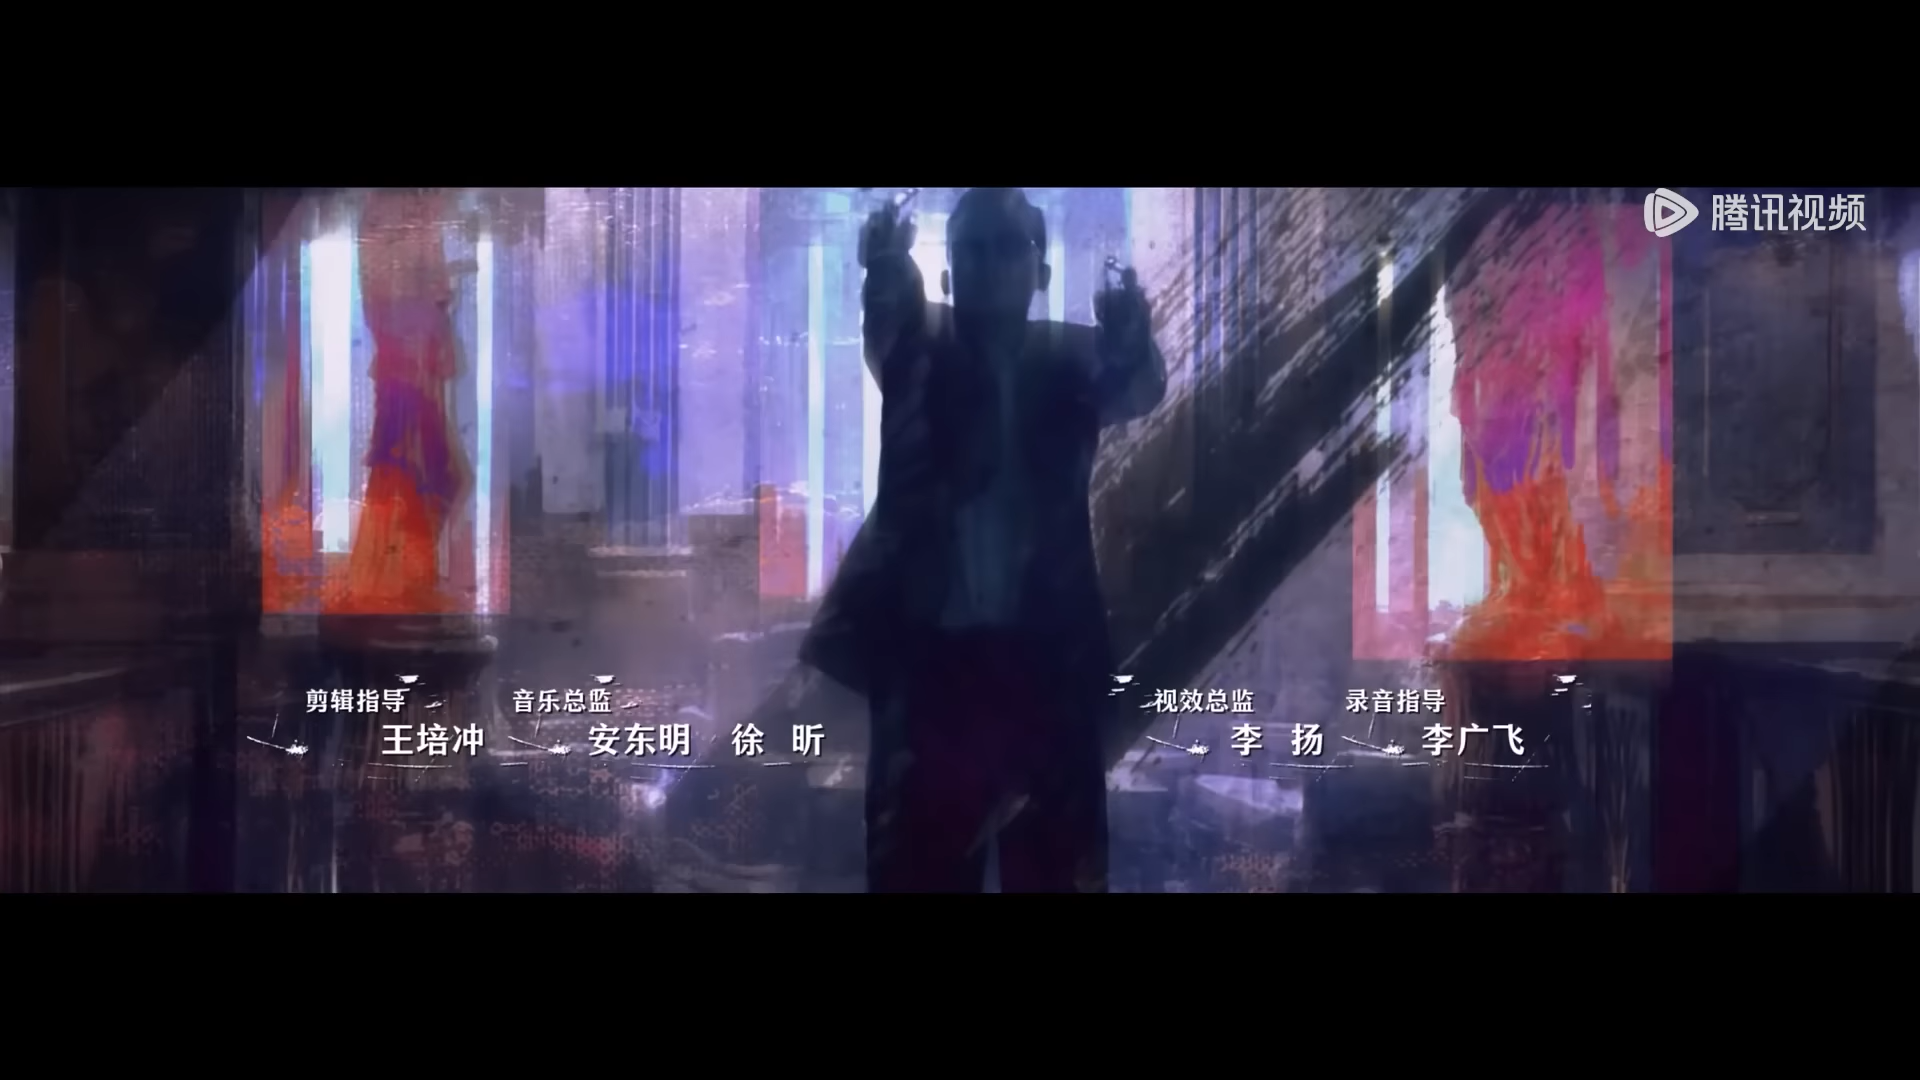 腾讯视频
剪辑指导
王培冲
音乐总监
安东明 徐 昕
视效总监
李 扬
录音指导
李广飞